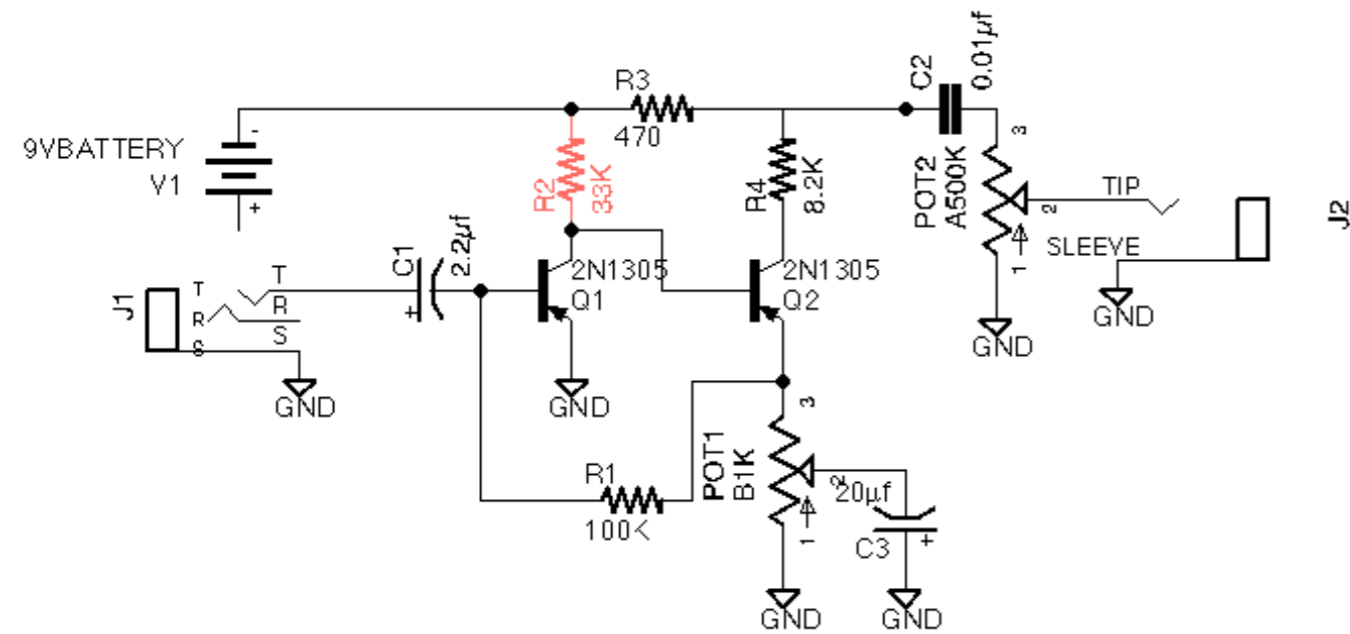 R3
470
C2
0.01µf
9VBATTERY
V1
-
+
R2
33K
R4
8.2K
POT2
A500K
3
2
1
TIP
SLEEVE
J2
GND
GND
C1
2.2µf
+
2N1305
Q1
2N1305
Q2
J1
T
R
S
T
R
S
GND
GND
R1
100K
POT1
B1K
3
2
1
20µf
C3
+
GND
GND